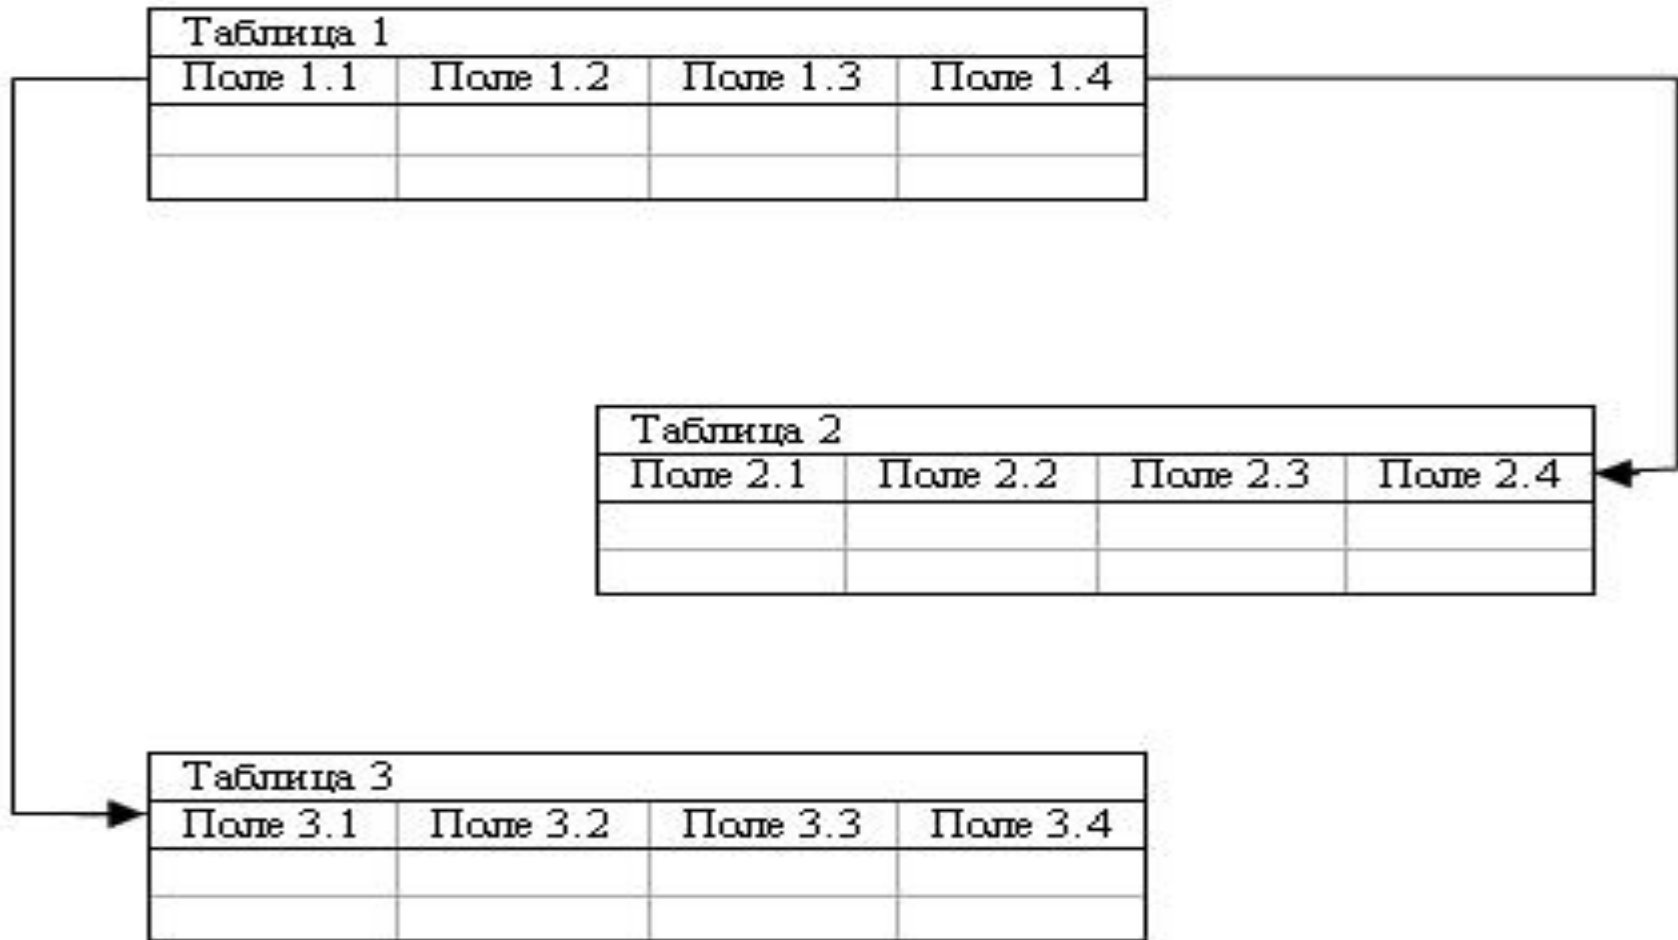 Таблица 1
Поле 1.1 Поле 1.2 Поле 1.3 Поле 1.4
Таблица 2
Поле 2.1 Поле 2.2 Поле 2.3 Поле 2.4
Таблица 3
Поле 3.1 Поле 3.2 Поле 3.3 Поле 3.4